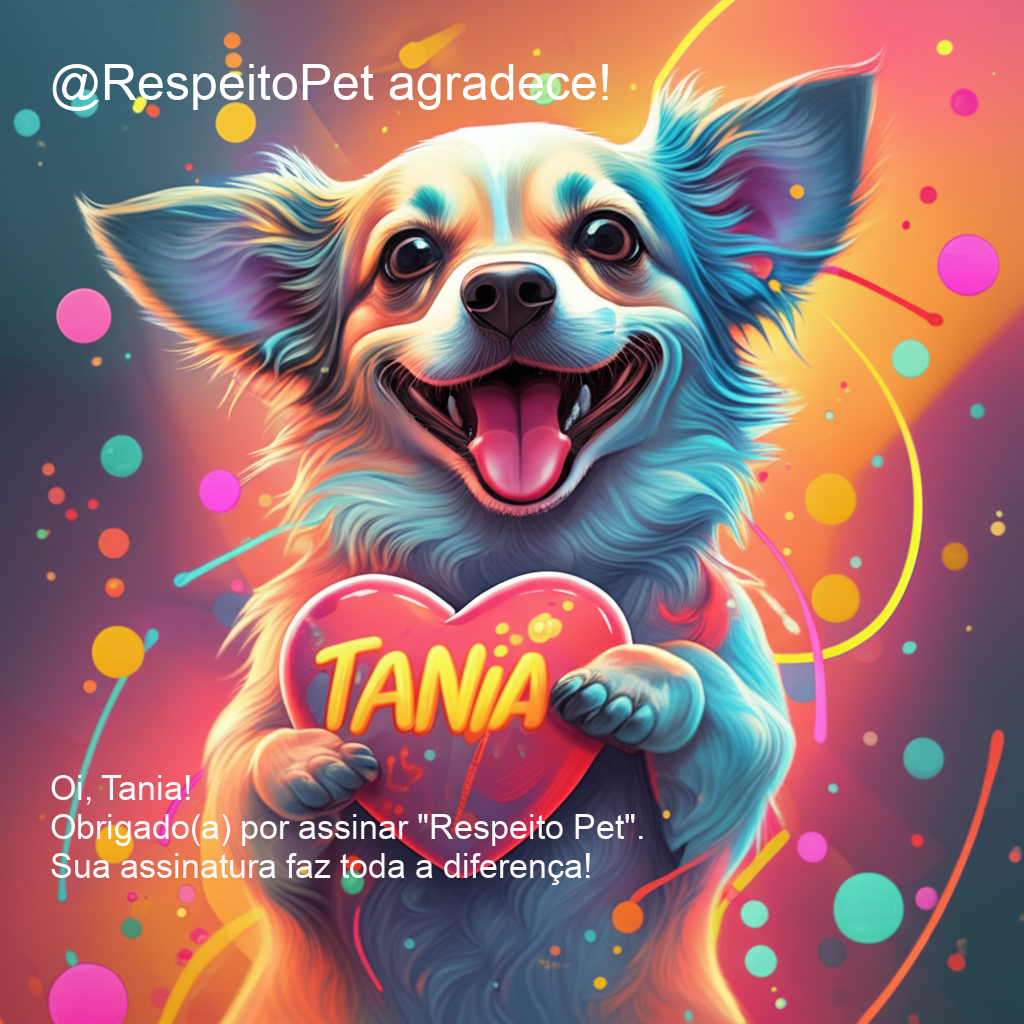 @RespeitoPet agradece!
TANiA
Oi, Tania!
Obrigado(a) por assinar "Respeito Pet".
Sua assinatura faz toda a diferença!